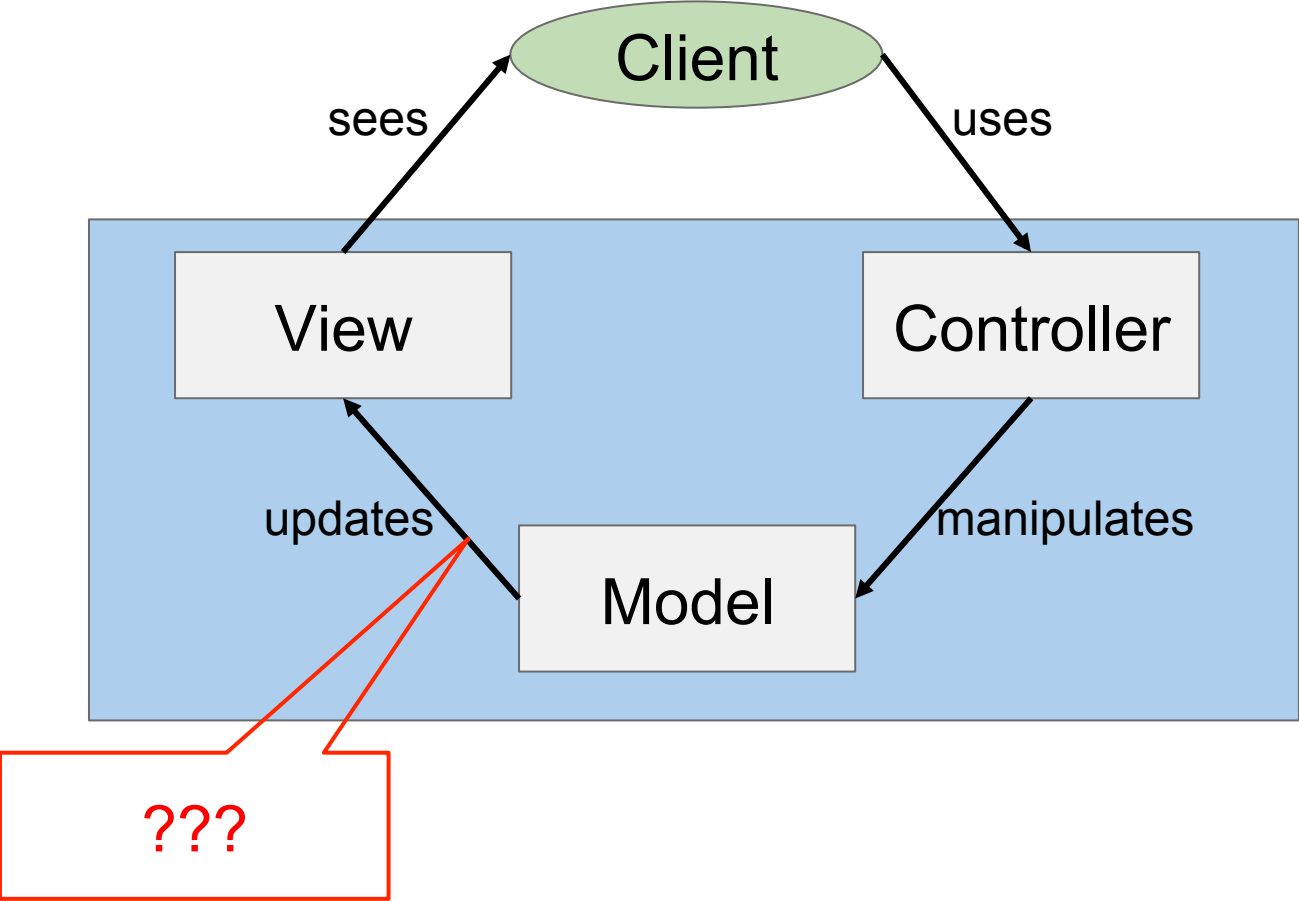 Client
sees
uses
View
Controller
updates
manipulates
Model
???